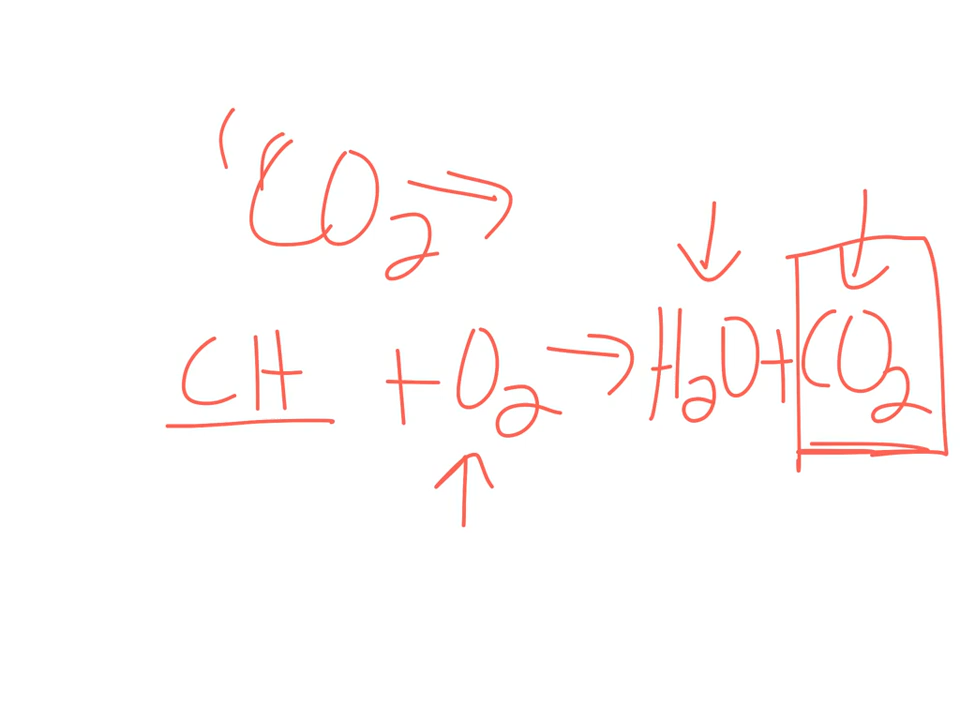 CO₂ →
CH + O₂ → H₂O + CO₂